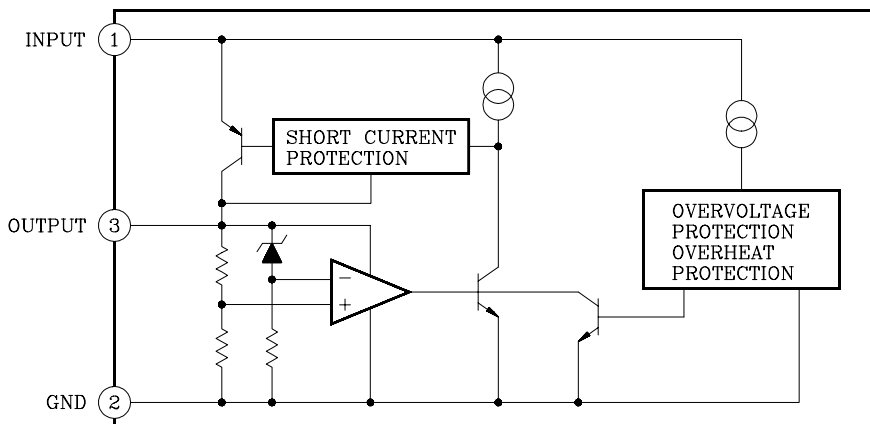 INPUT 1
SHORT CURRENT
PROTECTION
OUTPUT 3
OVERVOLTAGE
PROTECTION
OVERHEAT
PROTECTION
−
+
GND 2